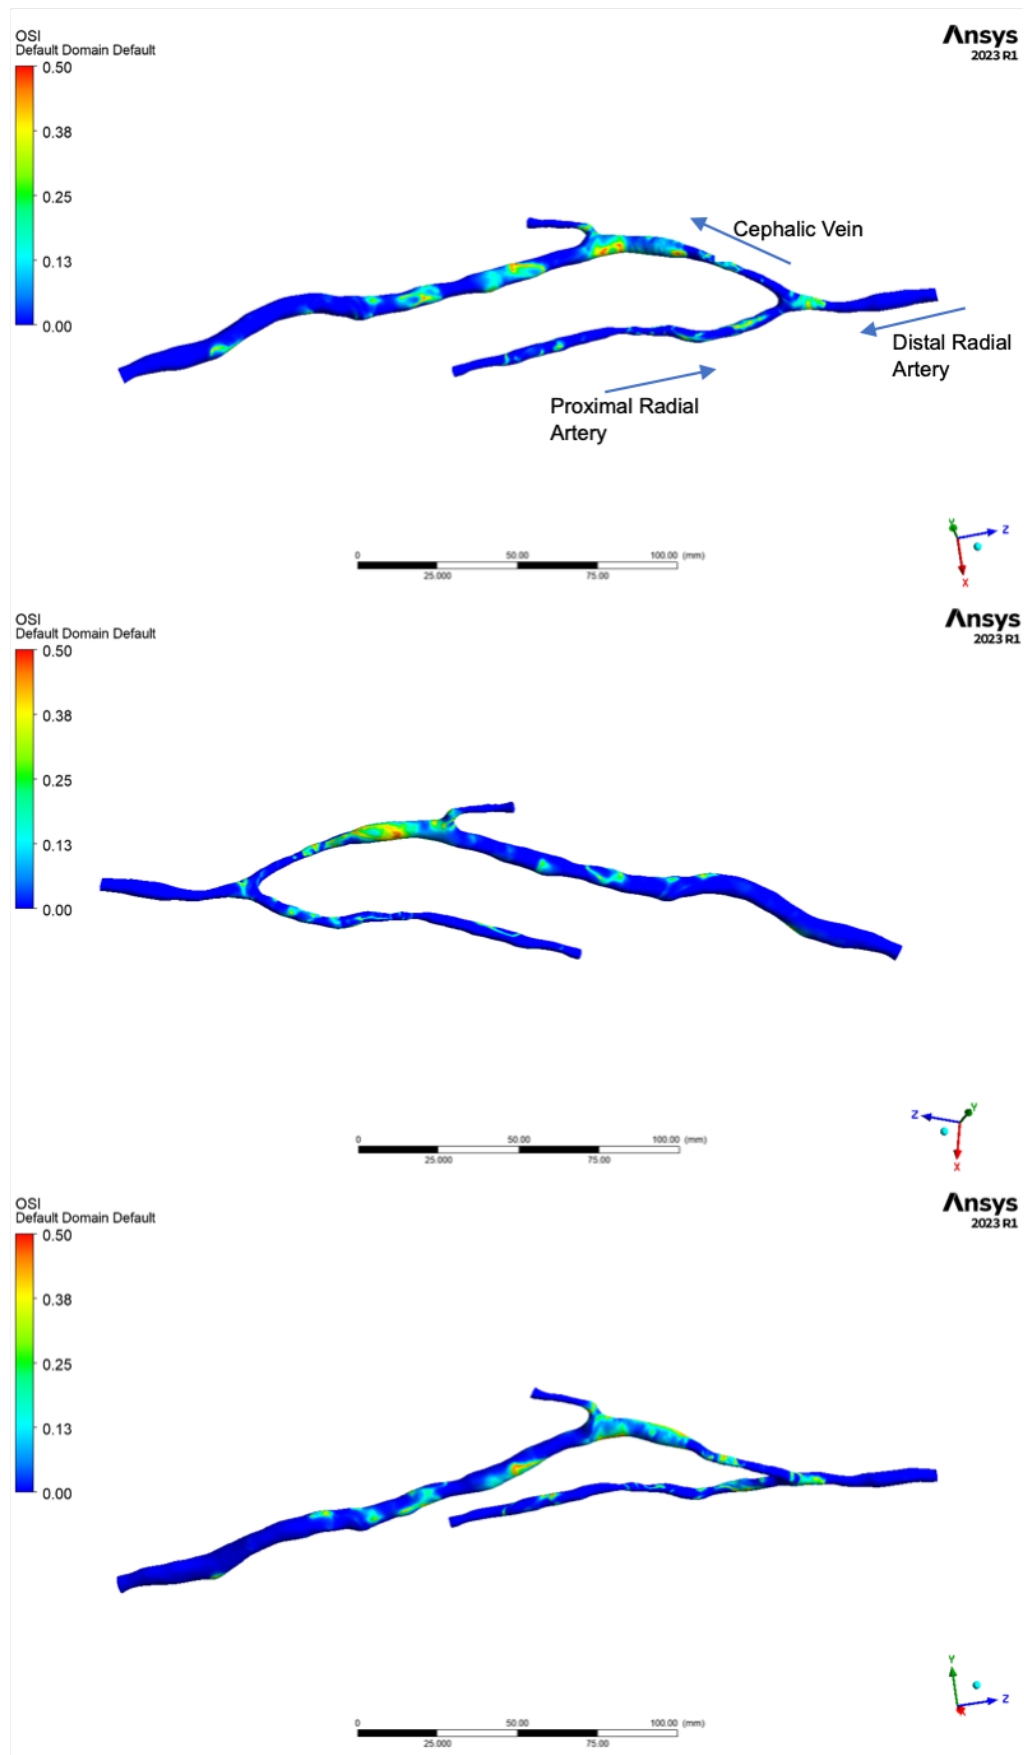 OSI
Default Domain Default
Ansys
2023 R1
0.50
0.38
0.25
0.13
0.00
Cephalic Vein
Distal Radial
Artery
Proximal Radial
Artery
Y
Z
X
0
50.00
100.00 (mm)
25.000
75.00
OSI
Default Domain Default
Ansys
2023 R1
0.50
0.38
0.25
0.13
0.00
Z
Y
X
0
50.00
100.00 (mm)
25.000
75.00
OSI
Default Domain Default
Ansys
2023 R1
0.50
0.38
0.25
0.13
0.00
Y
Z
0
50.00
100.00 (mm)
25.000
75.00